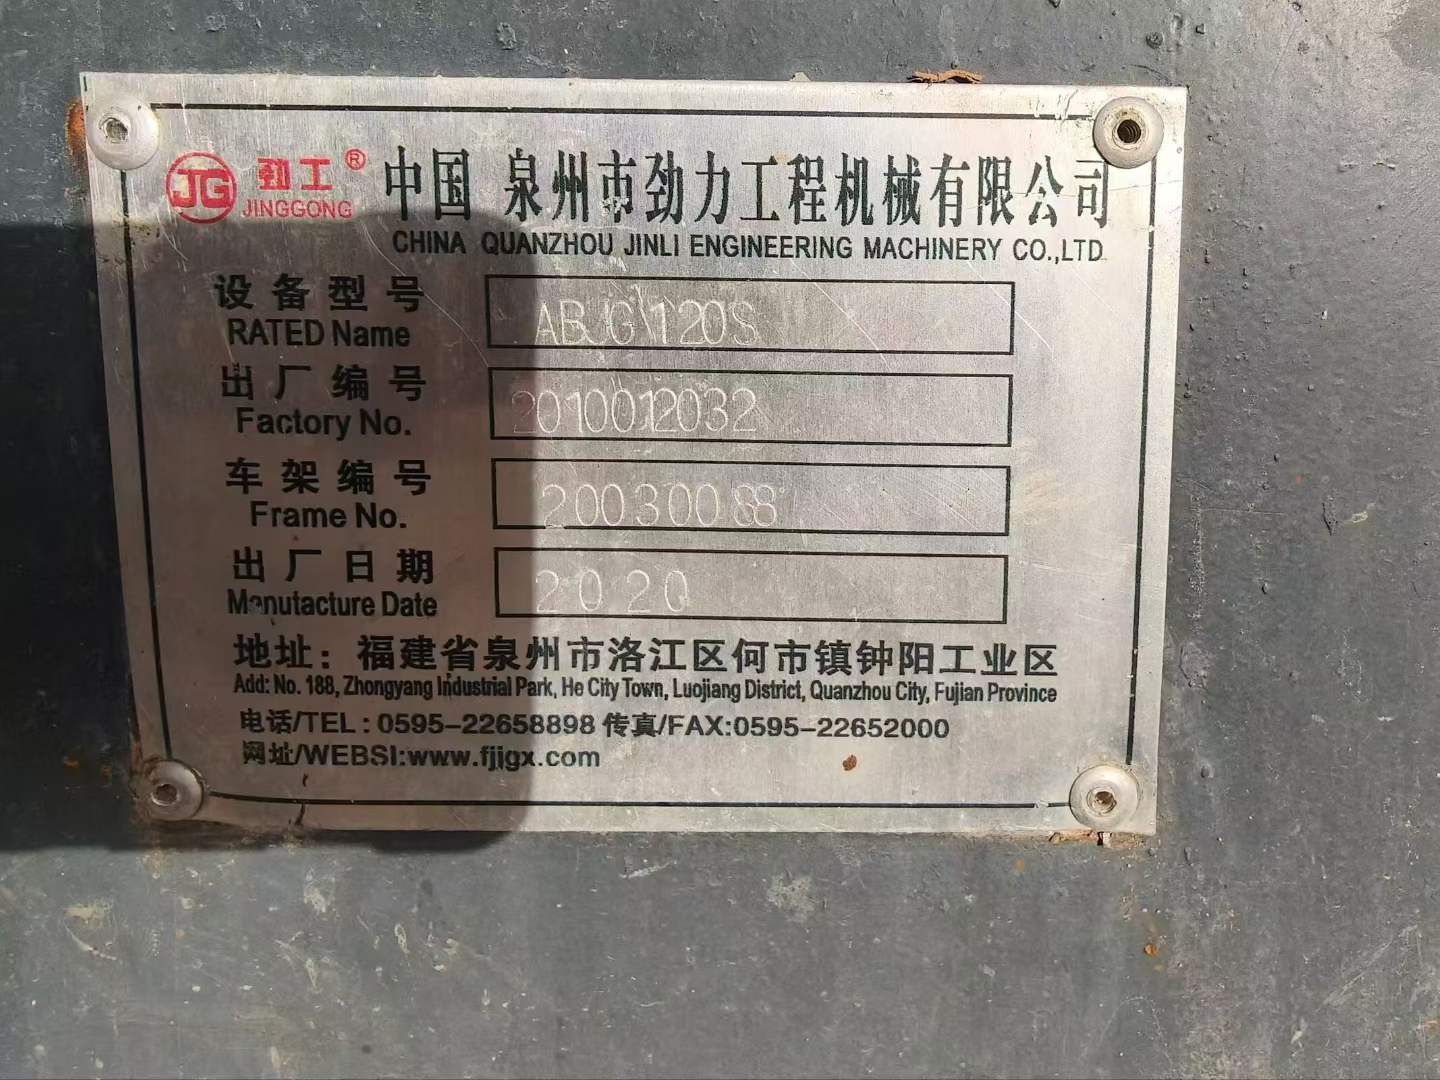 JG 劲工® 中国 泉州市劲力工程机械有限公司
JINGGONG CHINA QUANZHOU JINLI ENGINEERING MACHINERY CO.,LTD
设备型号
RATED Name
ABJG120S
出厂编号
Factory No.
2010012032
车架编号
Frame No.
20030088
出厂日期
Manutacture Date
2020
地址：福建省泉州市洛江区何市镇钟阳工业区
Add: No. 188, Zhongyang Industrial Park, He City Town, Luojiang District, Quanzhou City, Fujian Province
电话/TEL:0595-22658898 传真/FAX:0595-22652000
网址/WEBSI:www.fjjgx.com